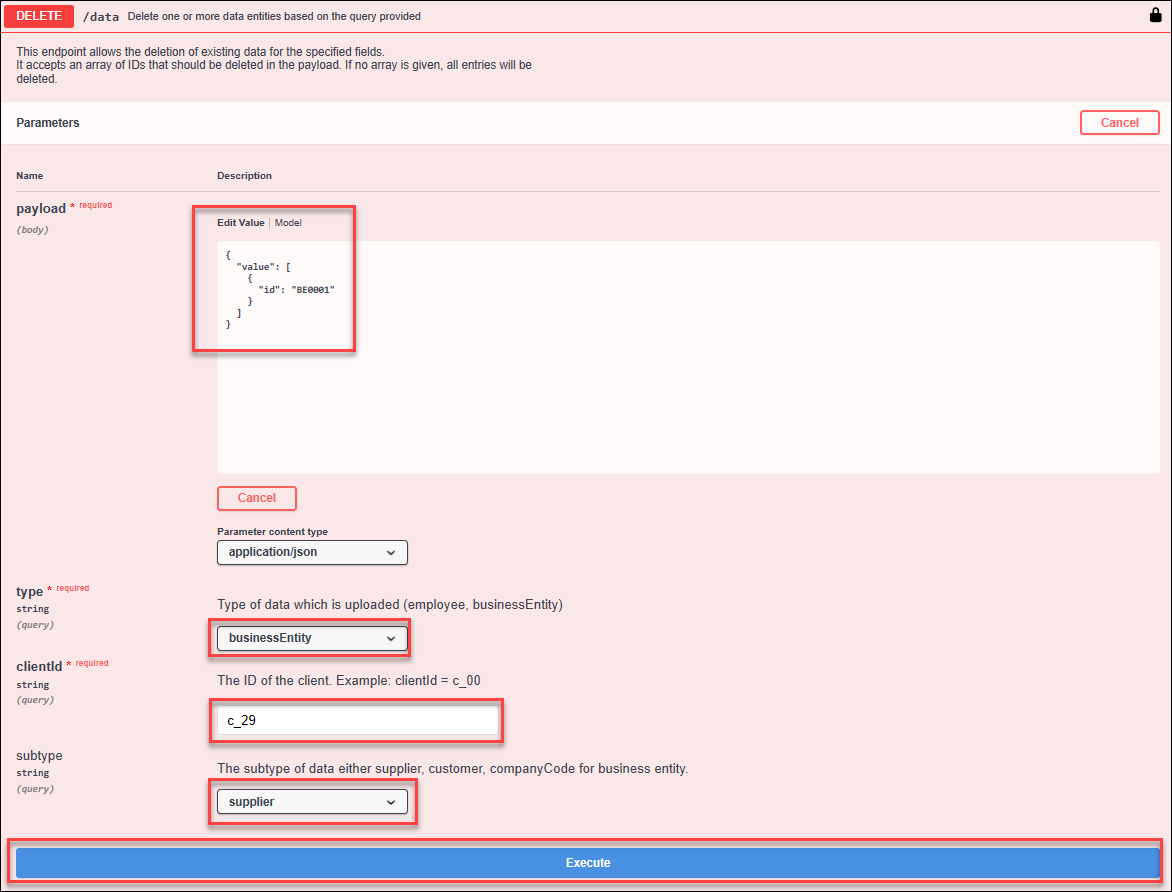 DELETE /data Delete one or more data entities based on the query provided
This endpoint allows the deletion of existing data for the specified fields.
It accepts an array of IDs that should be deleted in the payload. If no array is given, all entries will be
deleted.
Parameters Cancel
Name Description
payload * required
(body)
Edit Value | Model
{
"value": [
{
"id": "BE0001"
}
]
}
Cancel
Parameter content type
application/json
type * required
string
(query)
Type of data which is uploaded (employee, businessEntity)
businessEntity
clientId * required
string
(query)
The ID of the client. Example: clientId = c_00
c_29
subtype
string
(query)
The subtype of data either supplier, customer, companyCode for business entity.
supplier
Execute